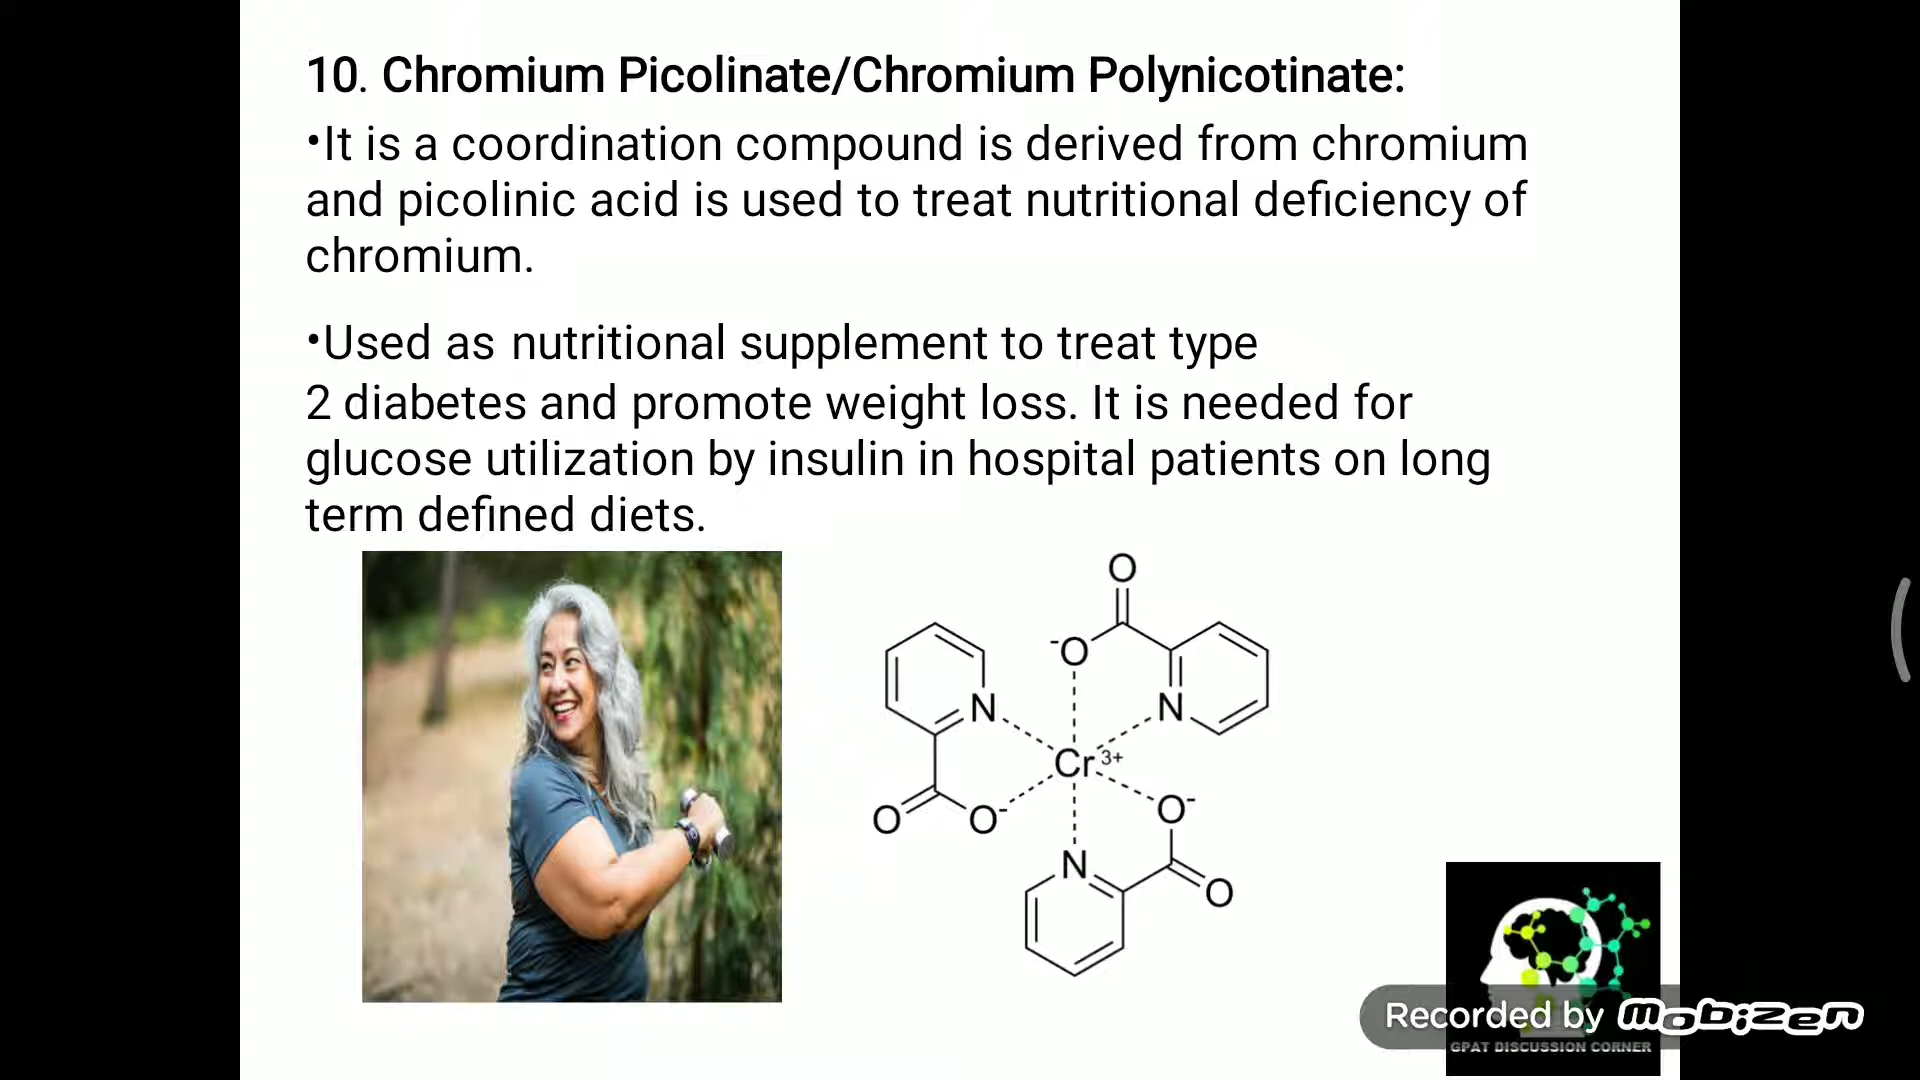 10. Chromium Picolinate/Chromium Polynicotinate:
•It is a coordination compound is derived from chromium
and picolinic acid is used to treat nutritional deficiency of
chromium.
•Used as nutritional supplement to treat type
2 diabetes and promote weight loss. It is needed for
glucose utilization by insulin in hospital patients on long
term defined diets.
O
-O
N
N
Cr 3+
O
O-
O-
N
O
Recorded by mobizen
GPAT DISCUSSION CORNER